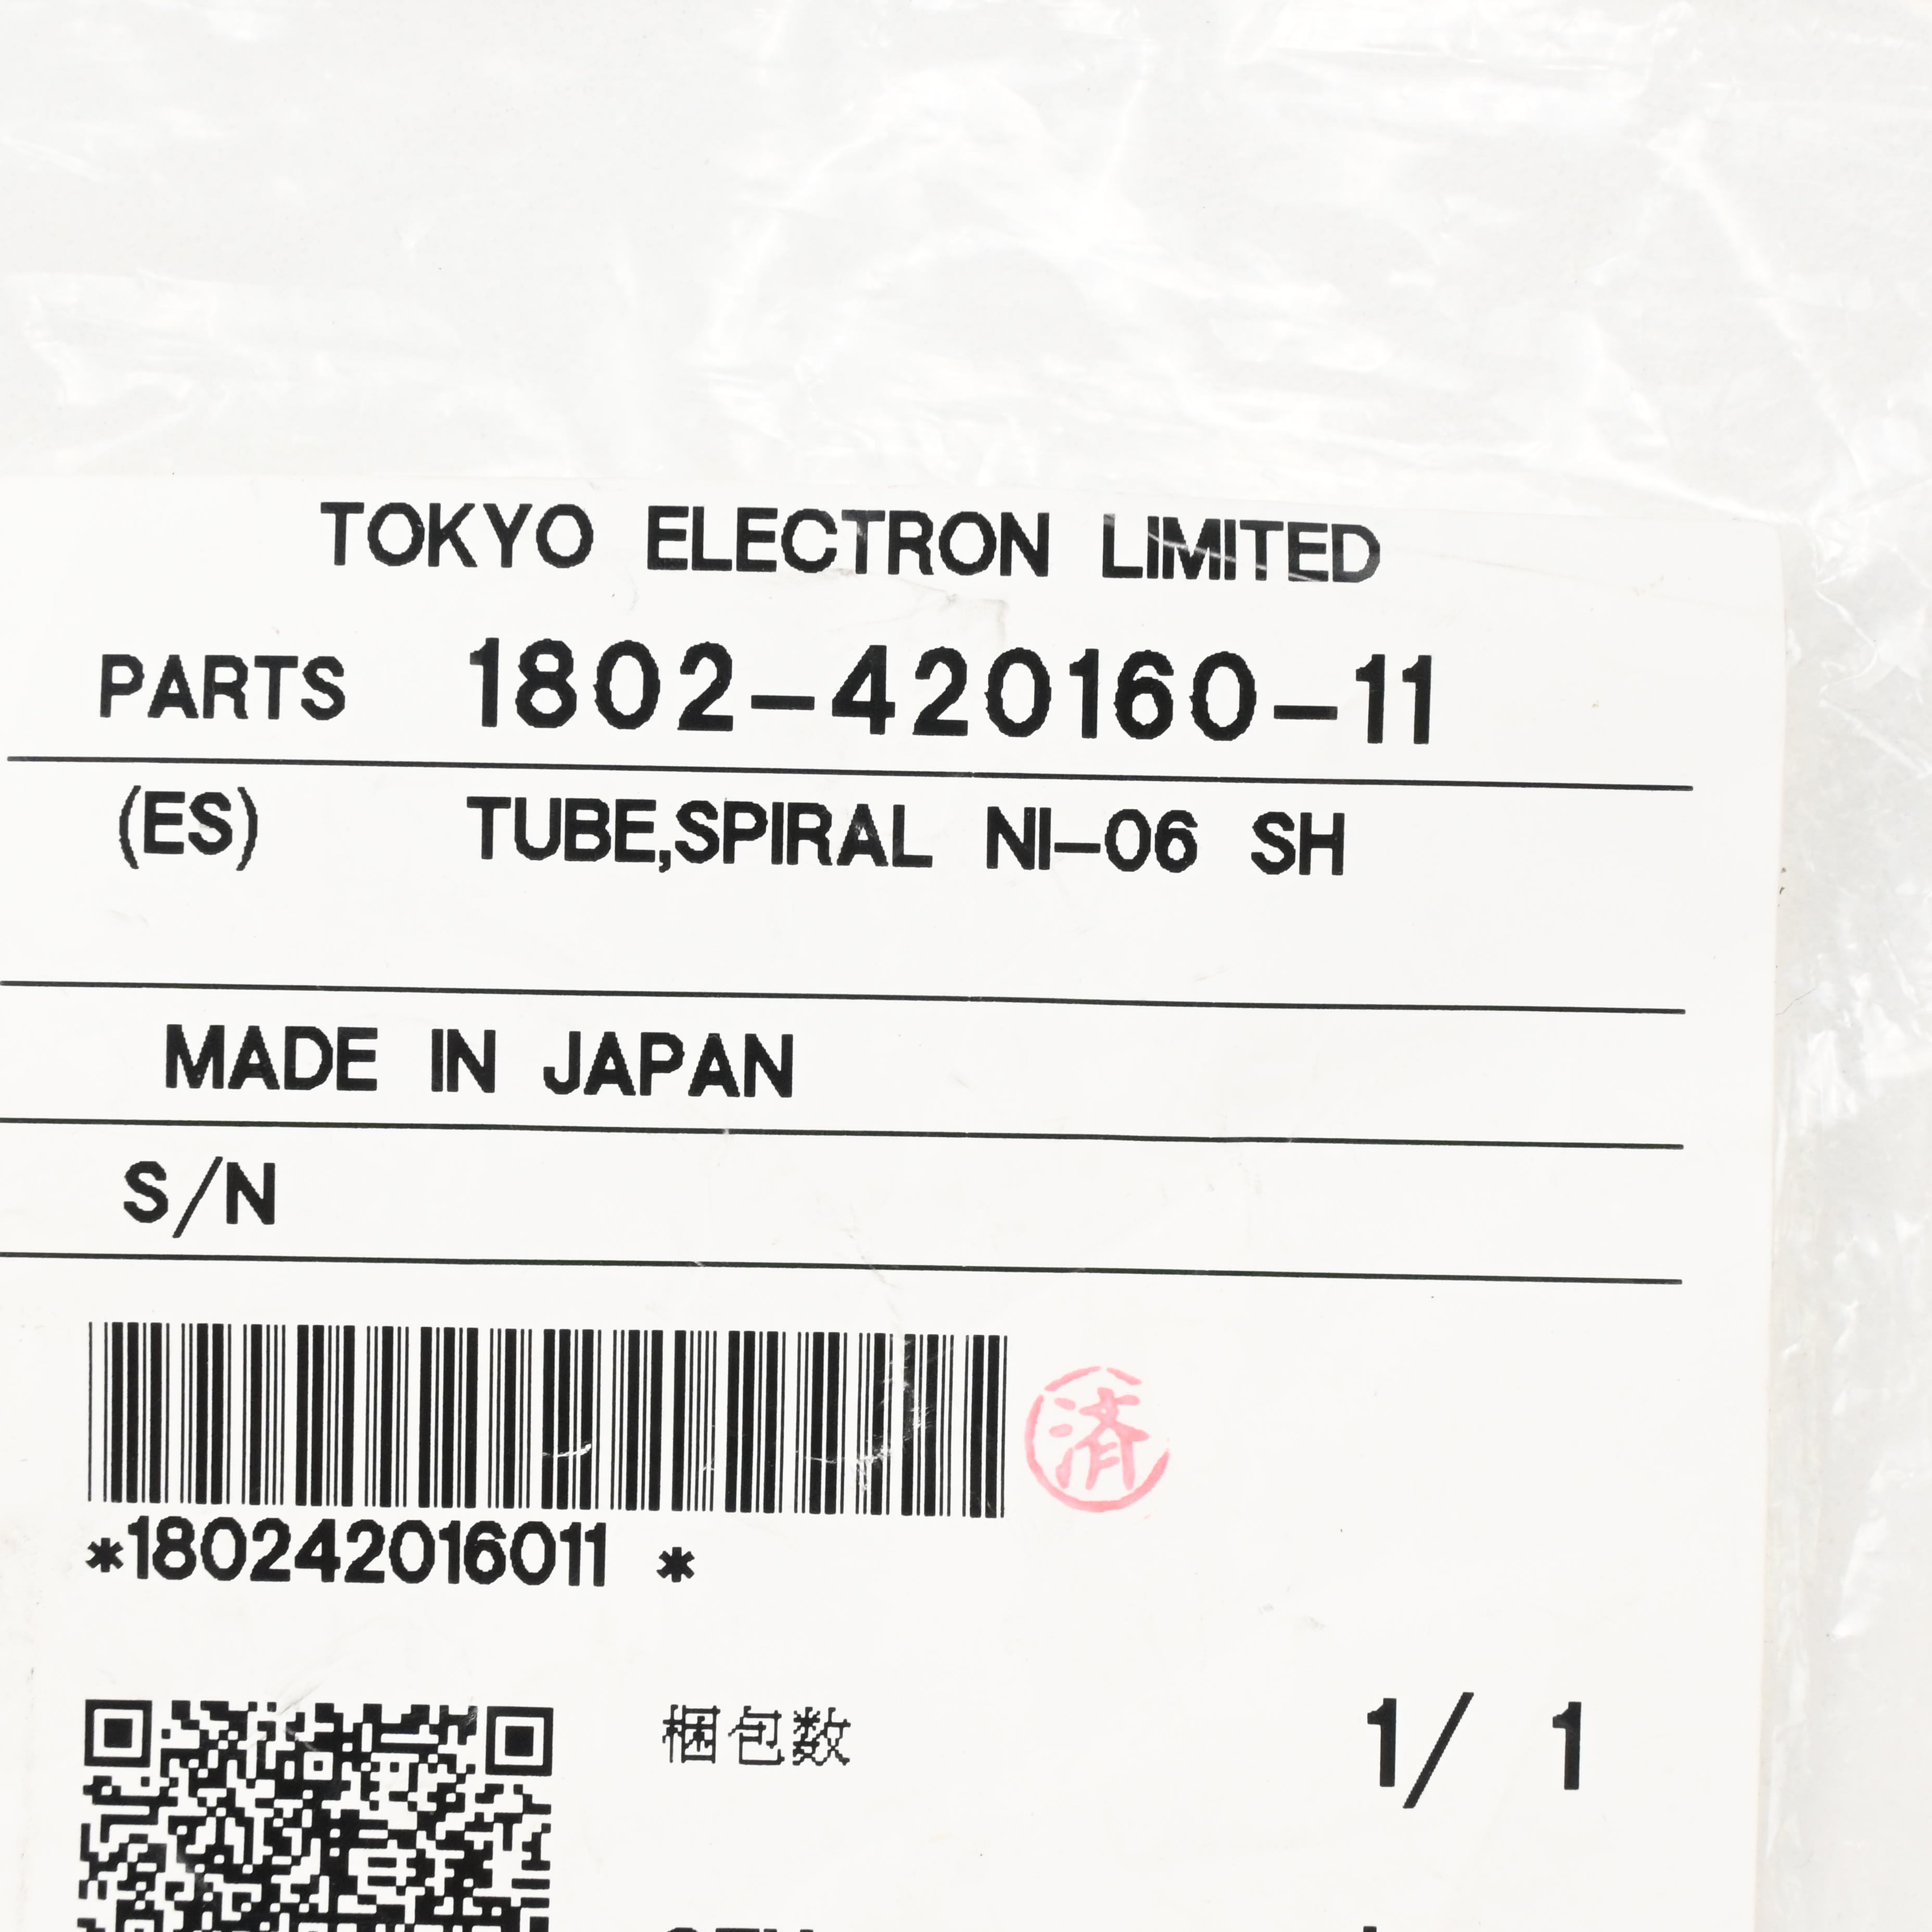 TOKYO ELECTRON LIMITED
PARTS 1802-420160-11
(ES) TUBE,SPIRAL NI-06 SH
MADE IN JAPAN
S/N
済
*180242016011 *
梱包数 1/ 1